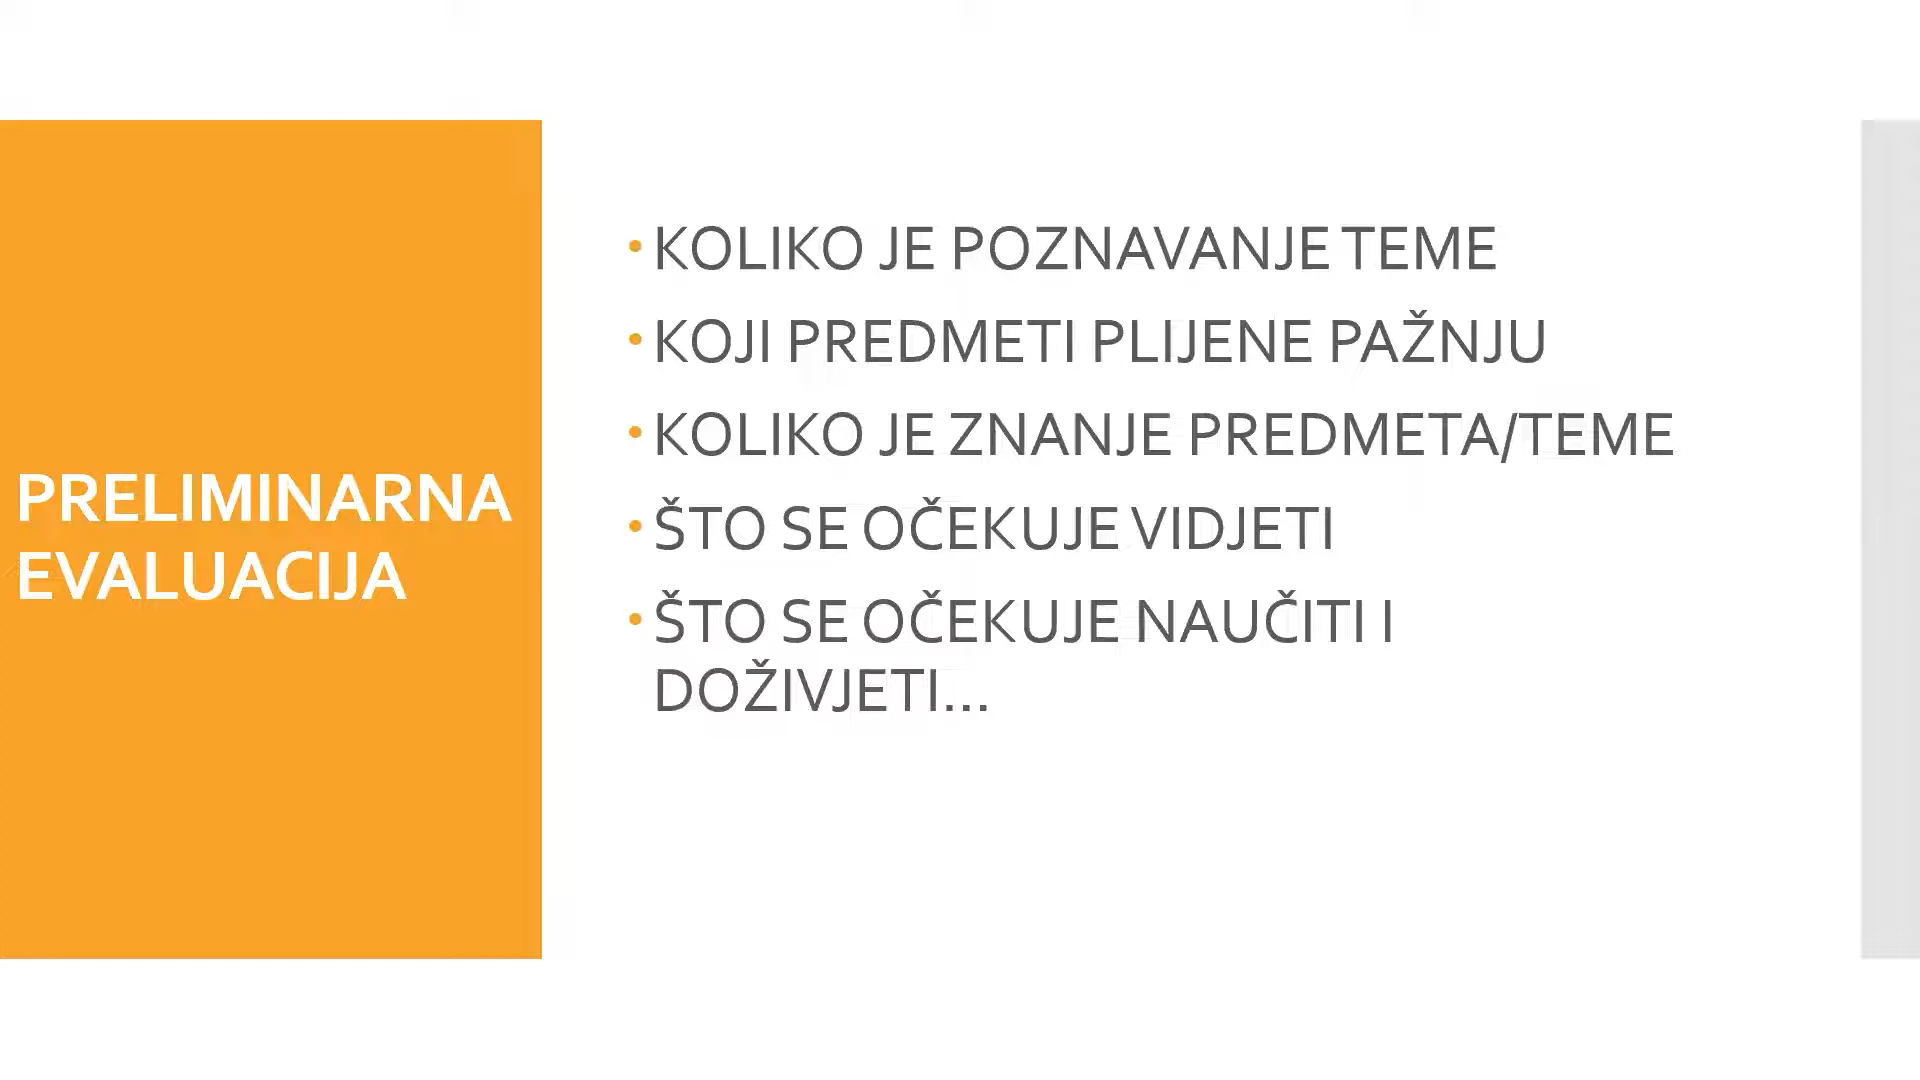 PRELIMINARNA
EVALUACIJA
• KOLIKO JE POZNAVANJE TEME
• KOJI PREDMETI PLIJENE PAŽNJU
• KOLIKO JE ZNANJE PREDMETA/TEME
• ŠTO SE OČEKUJE VIDJETI
• ŠTO SE OČEKUJE NAUČITI I
DOŽIVJETI...